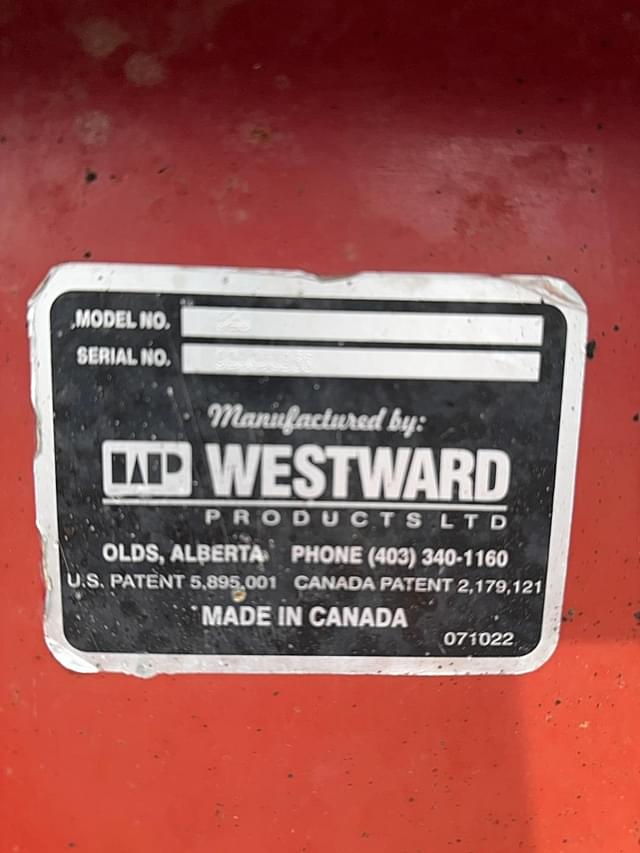 MODEL NO.
SERIAL NO.
Manufactured by:
WP WESTWARD
PRODUCTS LTD
OLDS, ALBERTA PHONE (403) 340-1160
U.S. PATENT 5,895,001 CANADA PATENT 2,179,121
MADE IN CANADA
071022